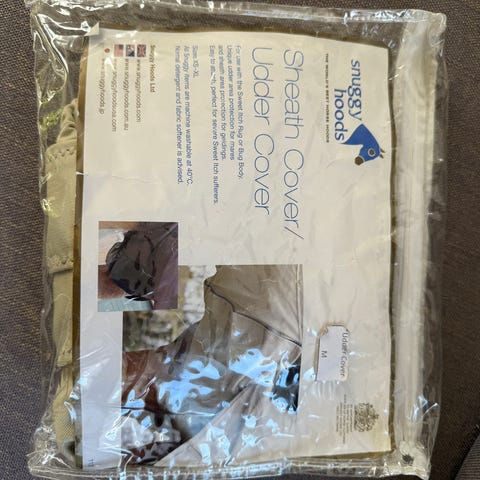 snuggy
hoods
THE WORLD'S BEST HORSE HOODS
Sheath Cover/
Udder Cover
For use with the Sweet Itch Rug or Bug Body.
Unique udder area protection for mares
and sheath area protection for geldings.
Easy to attach, perfect for severe Sweet Itch sufferers.
Sizes XS-XL
All Snuggy items are machine washable at 40°C.
Normal detergent and fabric softener is advised.
Snuggy Hoods Ltd
www.snuggyhoods.com
www.snuggyhoods.com.au
www.snuggyhoodsusa.com
www.snuggyhoods.jp
Udder Cover
M